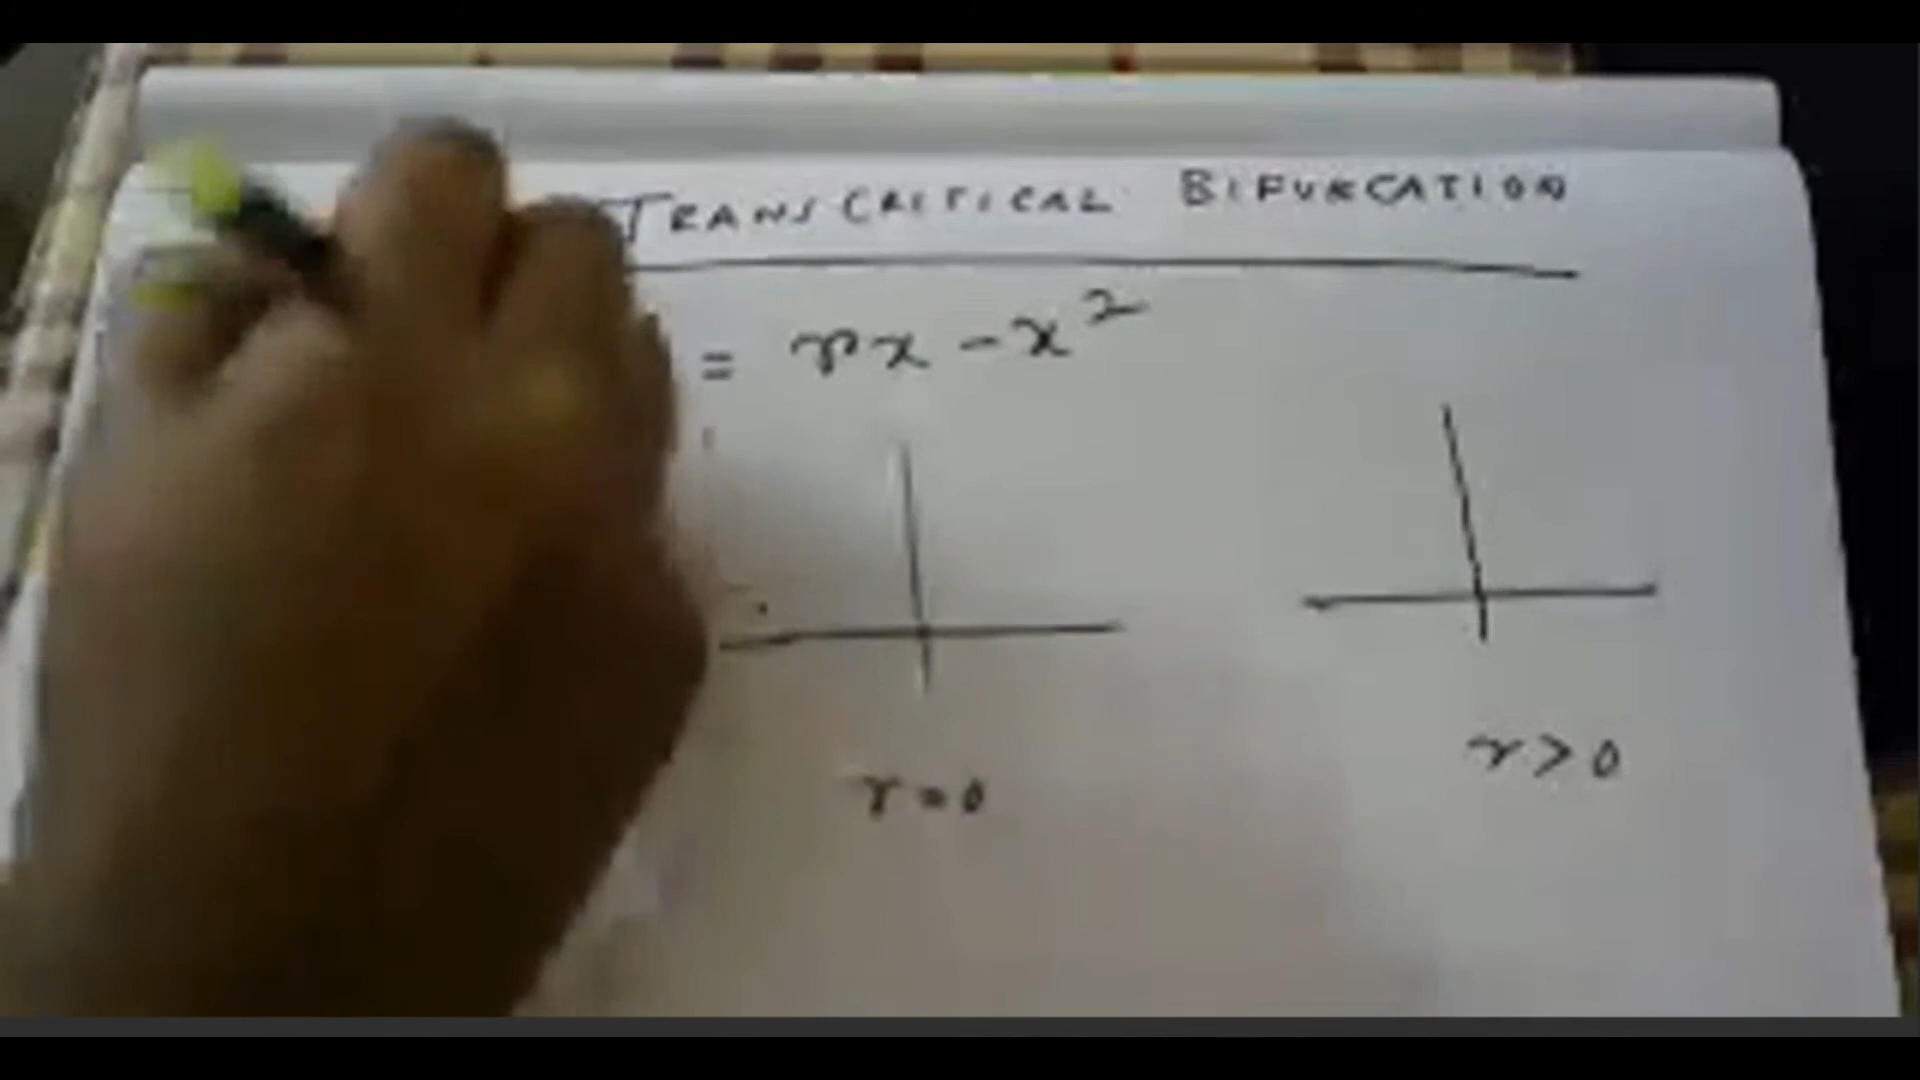 TRANSCRITICAL BIFURCATION
= rx - x²
r = 0
r > 0